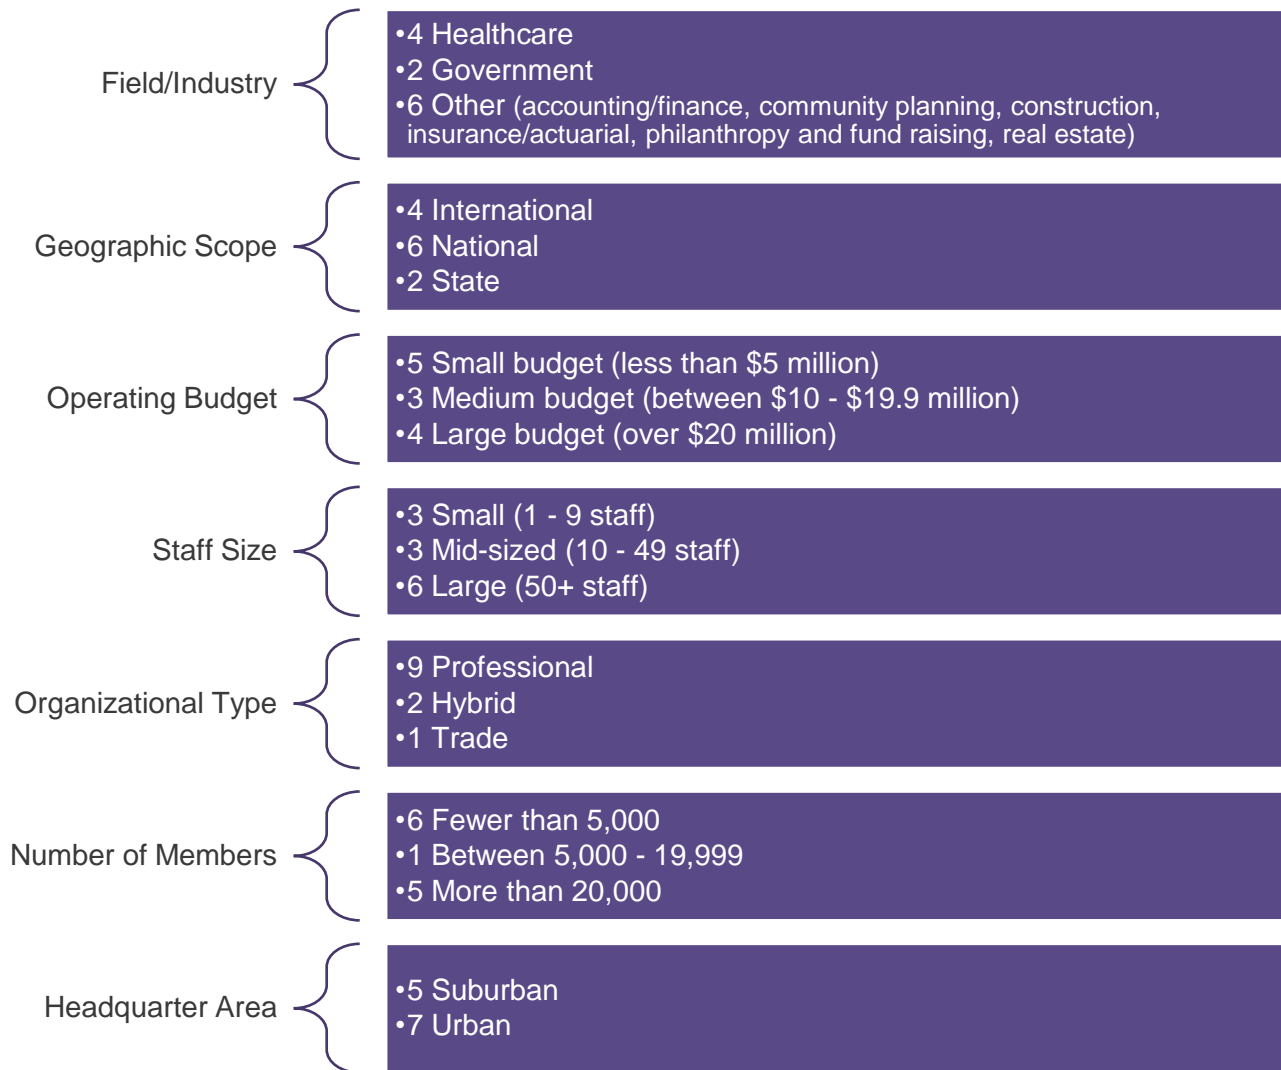 Field/Industry
•4 Healthcare
•2 Government
•6 Other (accounting/finance, community planning, construction,
insurance/actuarial, philanthropy and fund raising, real estate)
Geographic Scope
•4 International
•6 National
•2 State
Operating Budget
•5 Small budget (less than $5 million)
•3 Medium budget (between $10 - $19.9 million)
•4 Large budget (over $20 million)
Staff Size
•3 Small (1 - 9 staff)
•3 Mid-sized (10 - 49 staff)
•6 Large (50+ staff)
Organizational Type
•9 Professional
•2 Hybrid
•1 Trade
Number of Members
•6 Fewer than 5,000
•1 Between 5,000 - 19,999
•5 More than 20,000
Headquarter Area
•5 Suburban
•7 Urban